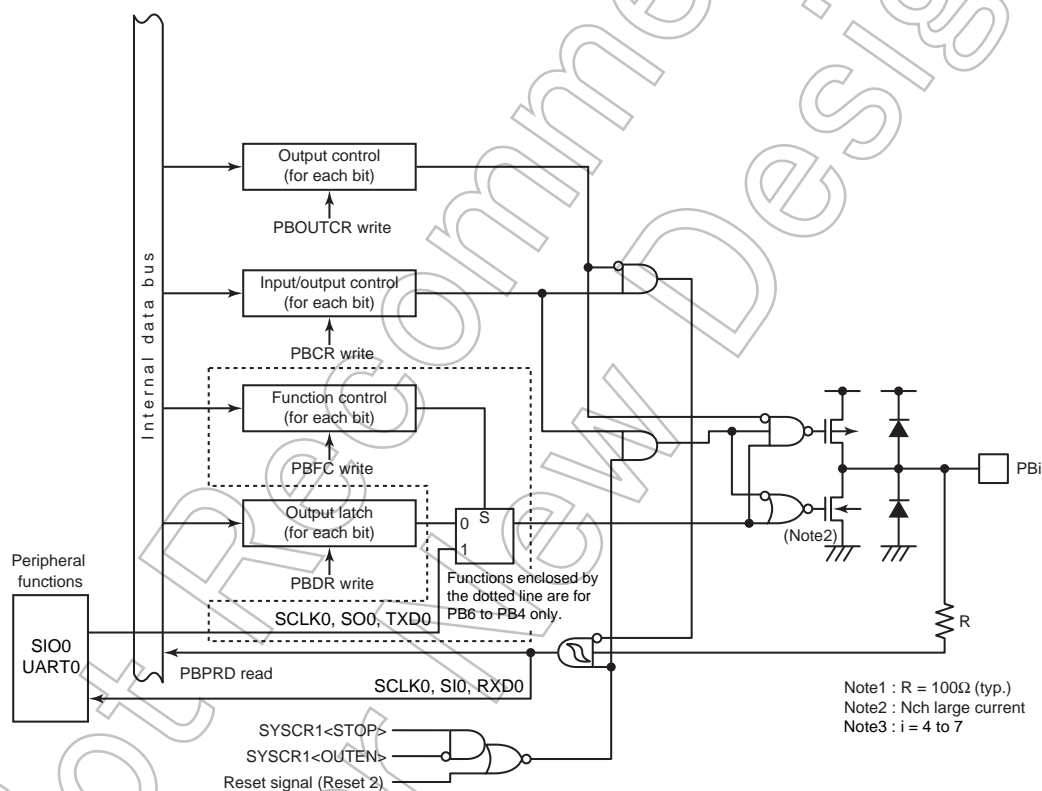 Output control
(for each bit)
PBOUTCR write
Input/output control
(for each bit)
PBCR write
Internal data bus
Function control
(for each bit)
PBFC write
Output latch
(for each bit)
PBDR write
S
0
1
Functions enclosed by
the dotted line are for
PB6 to PB4 only.
PBi
(Note2)
R
Peripheral
functions
SIO0
UART0
SCLK0, SO0, TXD0
PBPRD read
SCLK0, SI0, RXD0
SYSCR1<STOP>
SYSCR1<OUTEN>
Reset signal (Reset 2)
Note1 : R = 100Ω (typ.)
Note2 : Nch large current
Note3 : i = 4 to 7